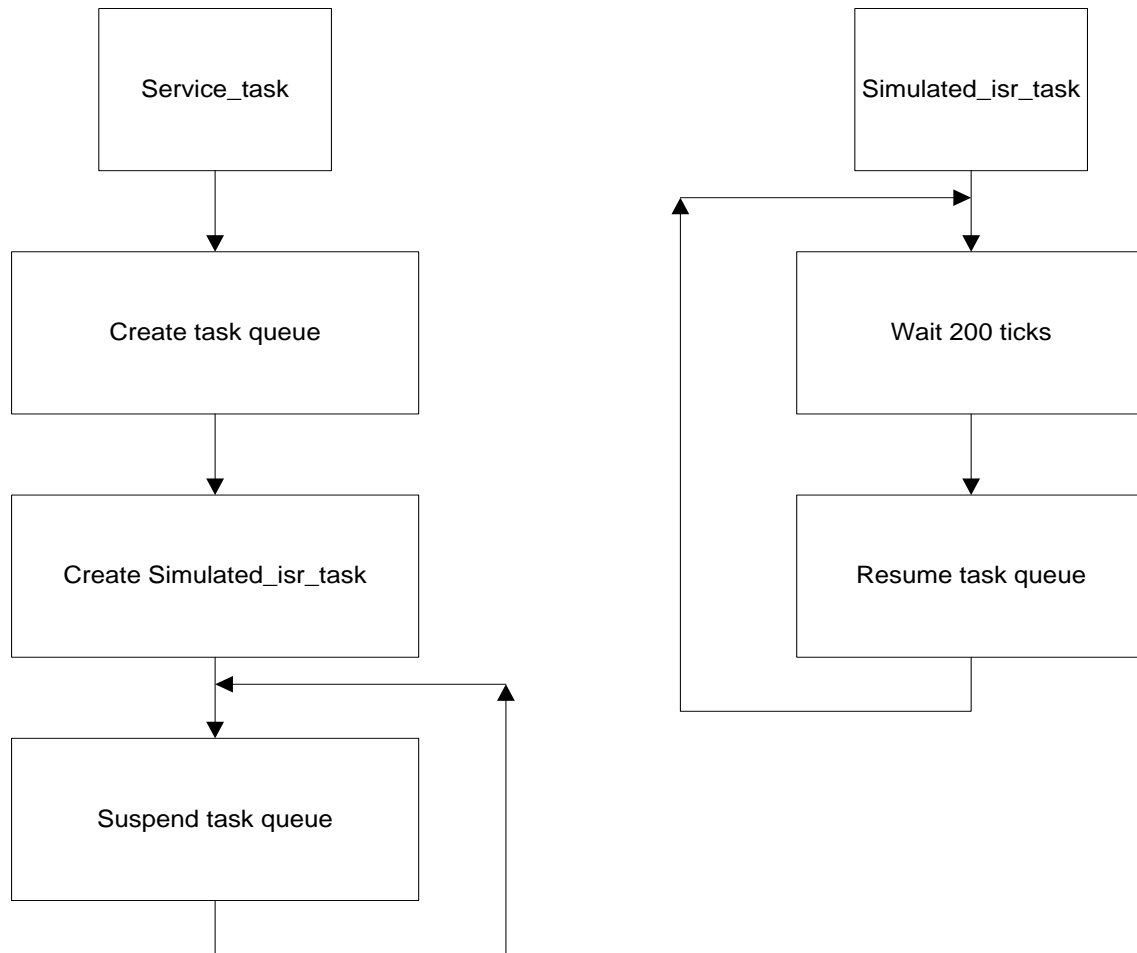 Service_task
Simulated_isr_task
Create task queue
Wait 200 ticks
Create Simulated_isr_task
Resume task queue
Suspend task queue